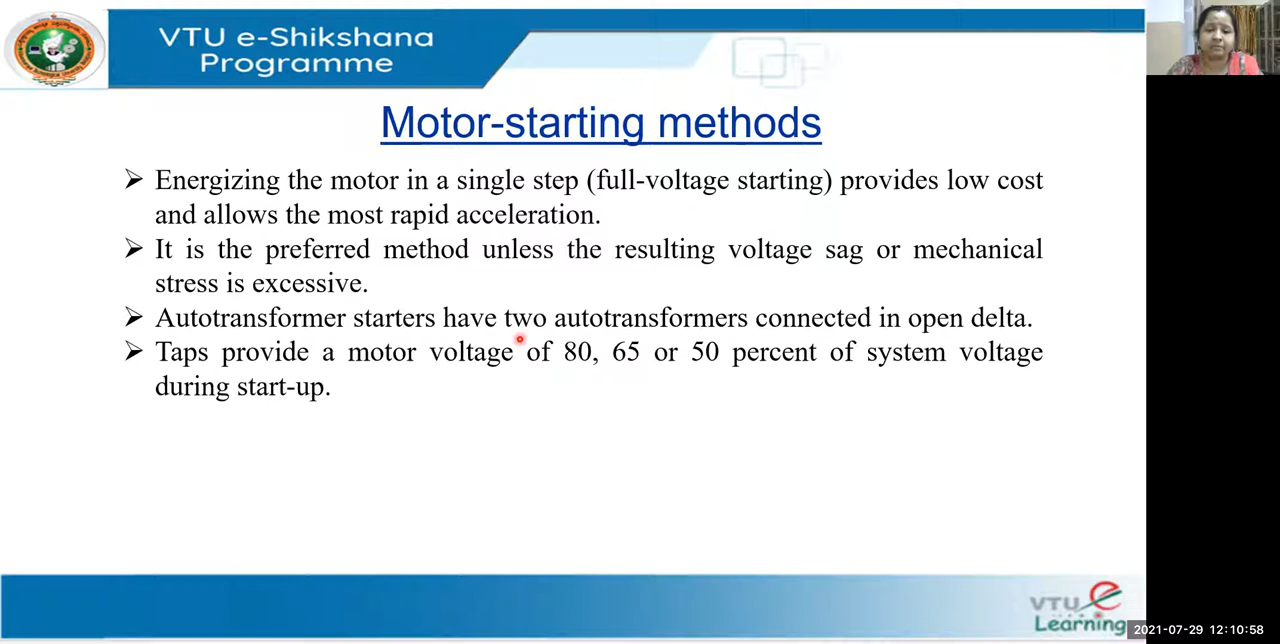 VTU e-Shikshana
Programme
Motor-starting methods
➢ Energizing the motor in a single step (full-voltage starting) provides low cost
and allows the most rapid acceleration.
➢ It is the preferred method unless the resulting voltage sag or mechanical
stress is excessive.
➢ Autotransformer starters have two autotransformers connected in open delta.
➢ Taps provide a motor voltage of 80, 65 or 50 percent of system voltage
during start-up.
VTU e
Learning
2021-07-29 12:10:58